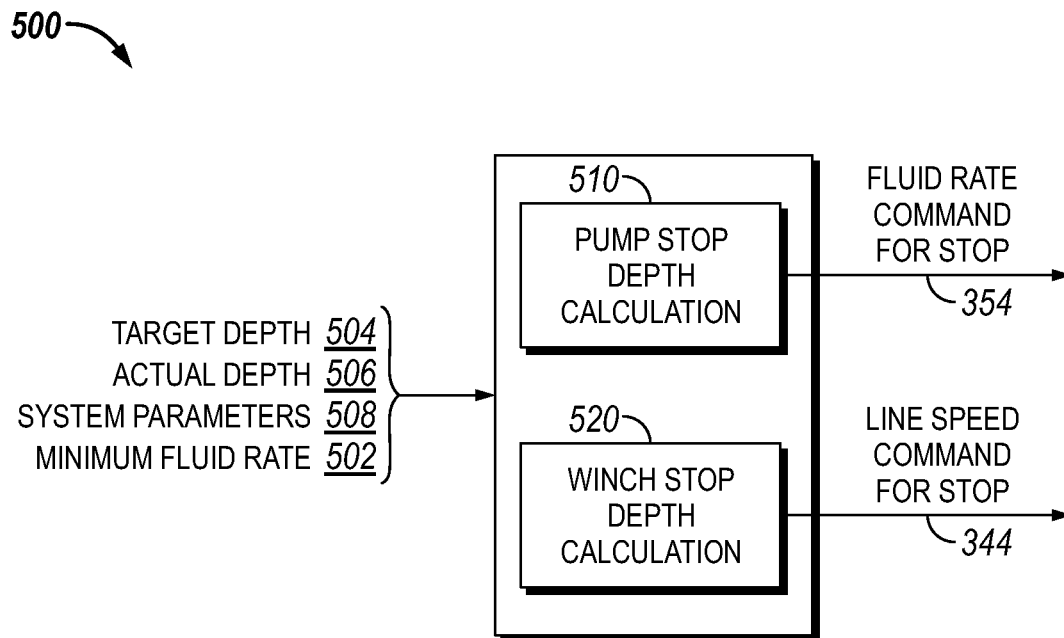 500
510
PUMP STOP
DEPTH
CALCULATION
FLUID RATE
COMMAND
FOR STOP
354
TARGET DEPTH 504
ACTUAL DEPTH 506
SYSTEM PARAMETERS 508
MINIMUM FLUID RATE 502
520
WINCH STOP
DEPTH
CALCULATION
LINE SPEED
COMMAND
FOR STOP
344